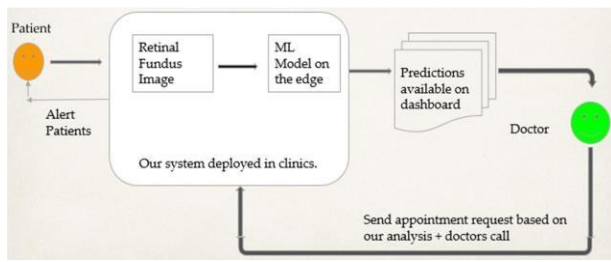 Patient
Retinal
Fundus
Image
ML
Model on
the edge
Predictions
available on
dashboard
Alert
Patients
Doctor
Our system deployed in clinics.
Send appointment request based on
our analysis + doctors call